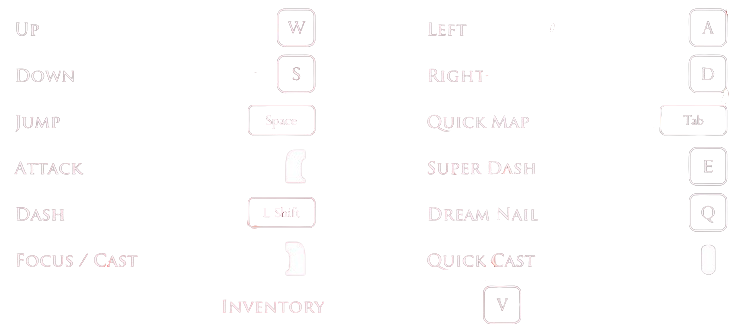 Up W Left A
Down S Right D
Jump Space Quick Map Tab
Attack Super Dash E
Dash L Shift Dream Nail Q
Focus / Cast Quick Cast
Inventory V